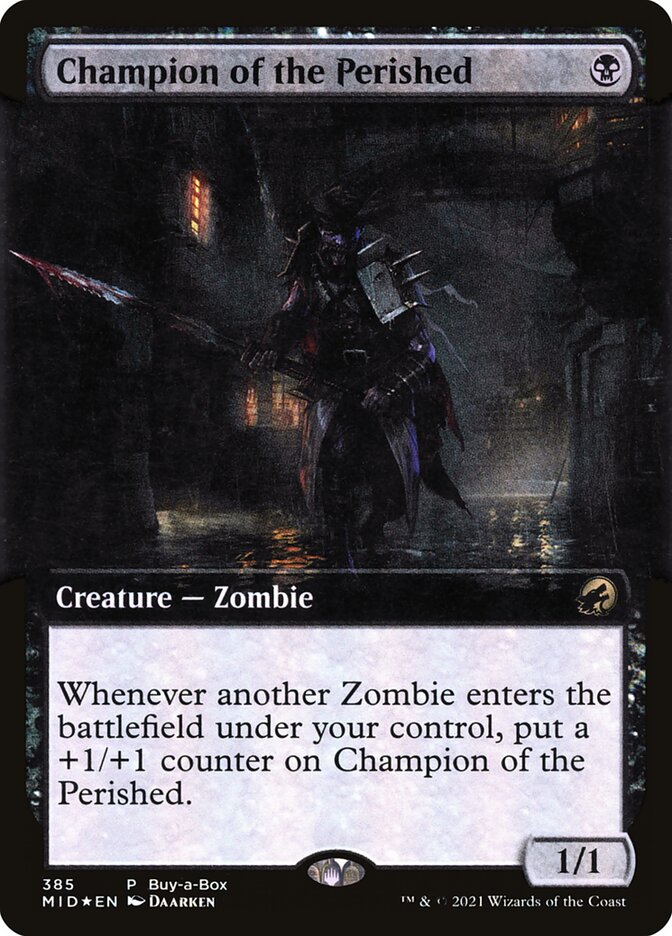 Champion of the Perished
Creature — Zombie
Whenever another Zombie enters the
battlefield under your control, put a
+1/+1 counter on Champion of the
Perished.
1/1
385 P Buy-a-Box
MID★EN DAARKEN
™ & © 2021 Wizards of the Coast